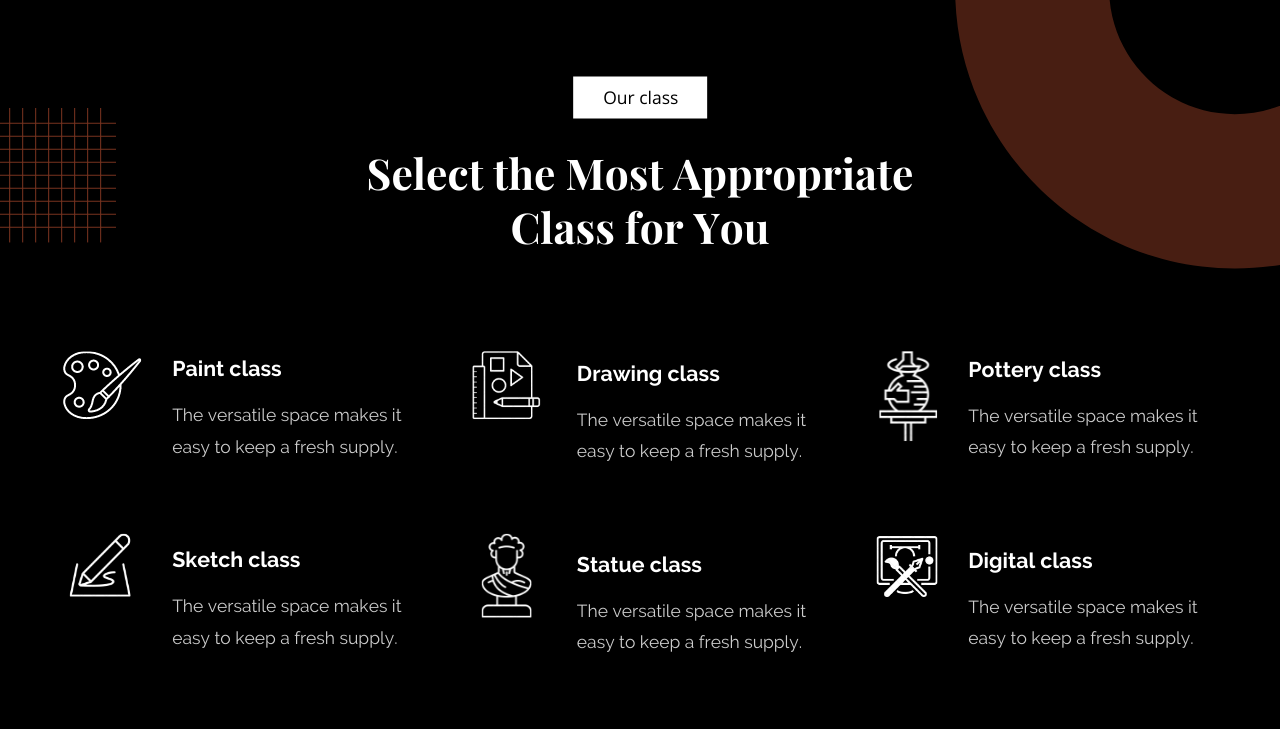 Our class
Select the Most Appropriate
Class for You
Paint class
The versatile space makes it
easy to keep a fresh supply.
Drawing class
The versatile space makes it
easy to keep a fresh supply.
Pottery class
The versatile space makes it
easy to keep a fresh supply.
Sketch class
The versatile space makes it
easy to keep a fresh supply.
Statue class
The versatile space makes it
easy to keep a fresh supply.
Digital class
The versatile space makes it
easy to keep a fresh supply.